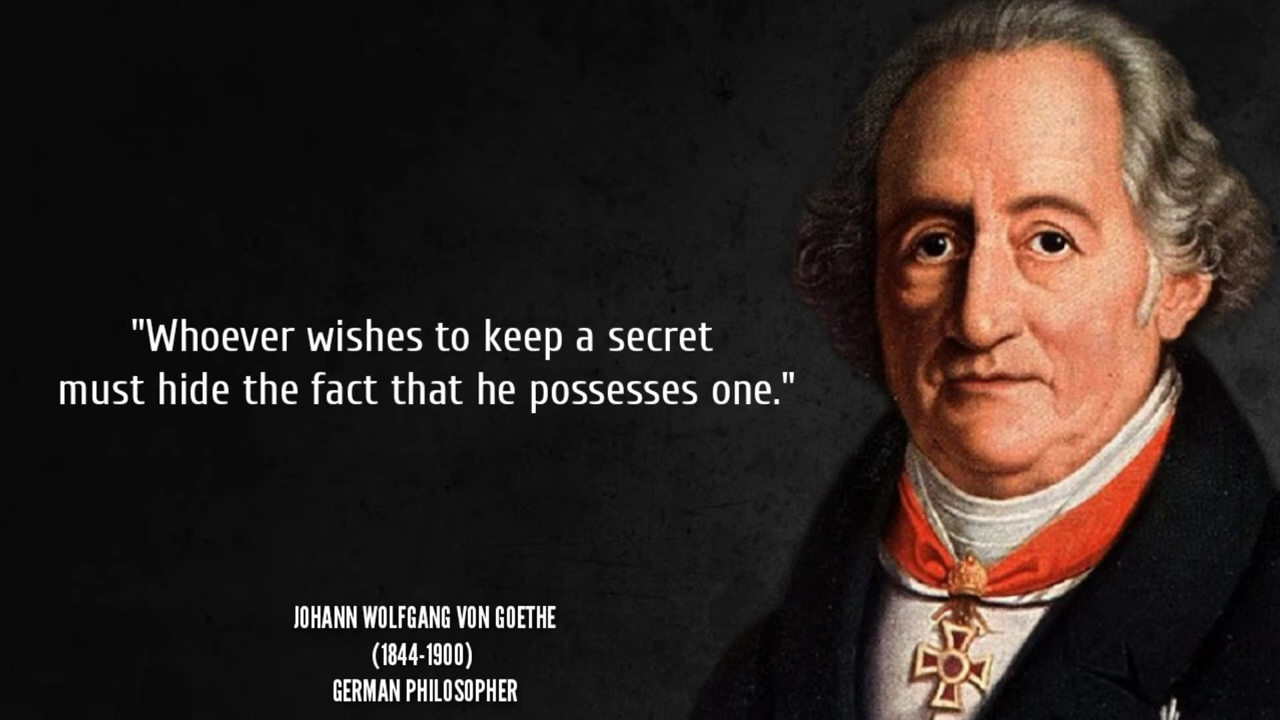 "Whoever wishes to keep a secret
must hide the fact that he possesses one."
JOHANN WOLFGANG VON GOETHE
(1844-1900)
GERMAN PHILOSOPHER